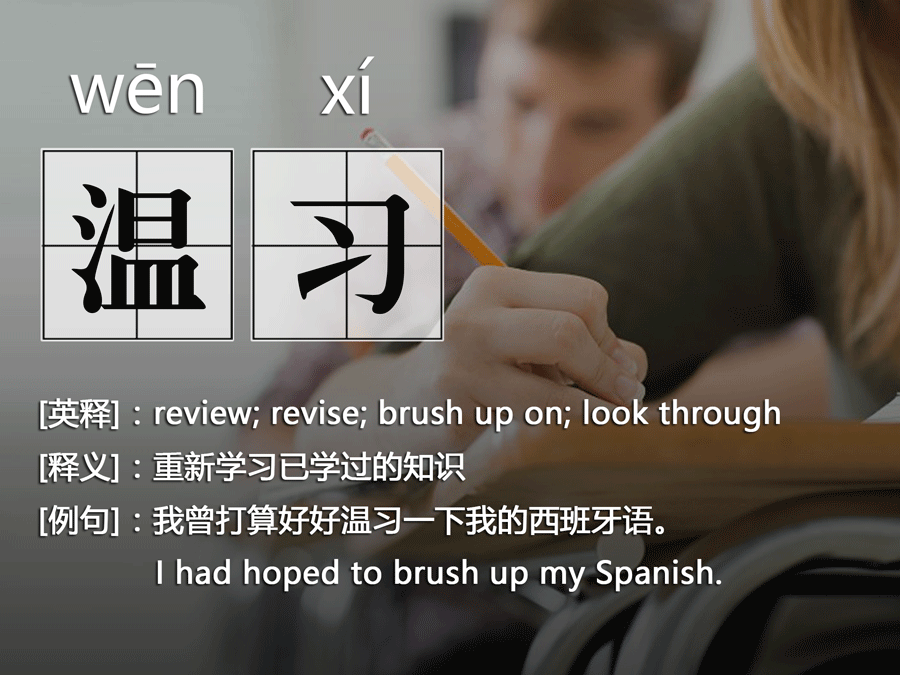 wēn xí
温习
[英释]：review; revise; brush up on; look through
[释义]：重新学习已学过的知识
[例句]：我曾打算好好温习一下我的西班牙语。
I had hoped to brush up my Spanish.